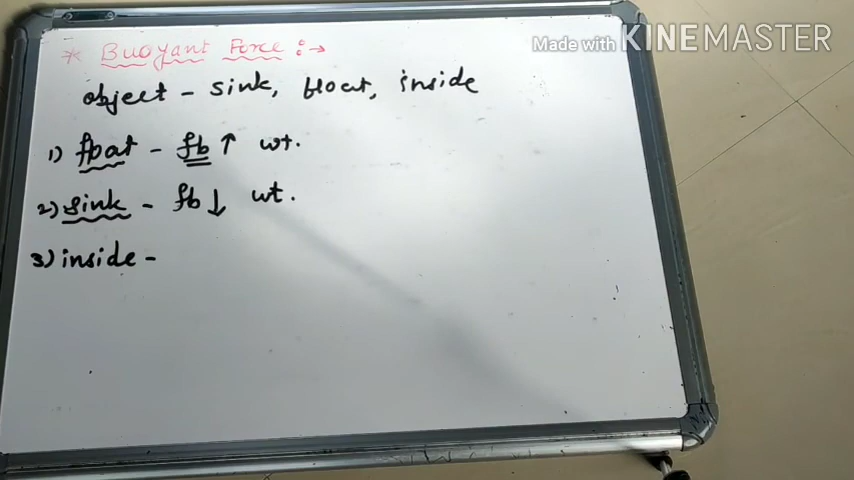 Made with KINEMASTER
* Buoyant Force :→
object - sink, float, inside
1) float - fb ↑ wt.
2) sink - fb ↓ wt.
3) inside -